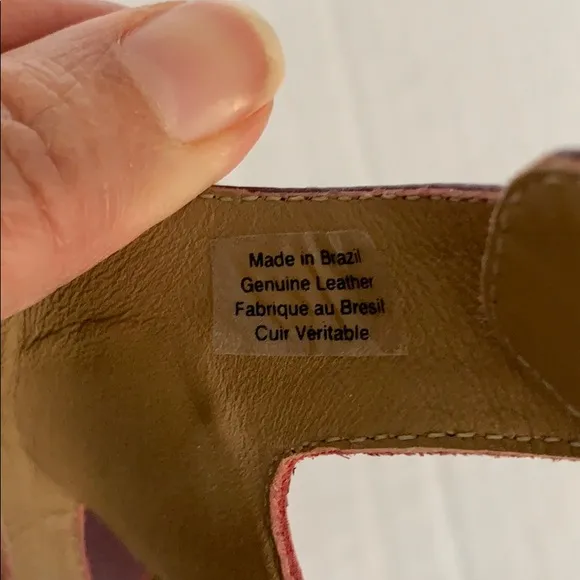 Made in Brazil
Genuine Leather
Fabrique au Bresil
Cuir Veritable